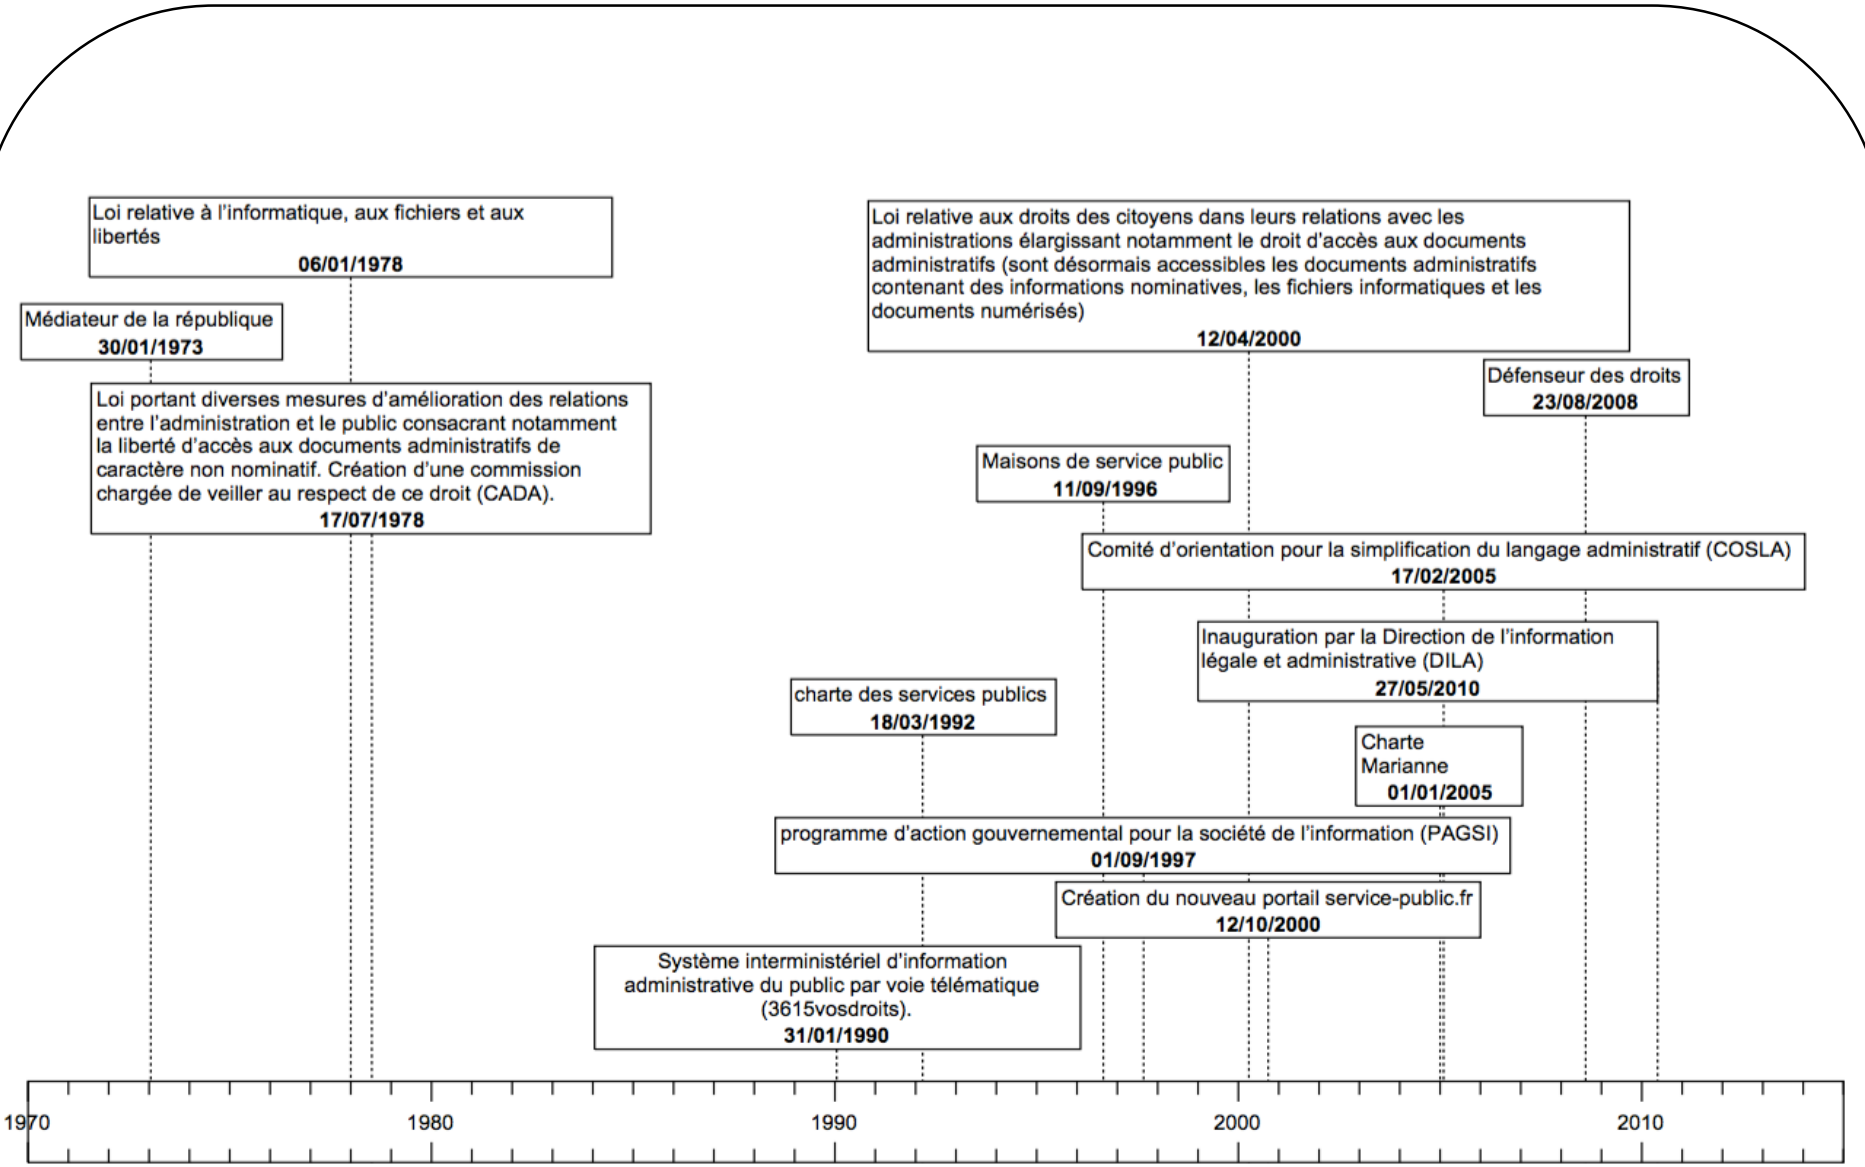 Loi relative à l'informatique, aux fichiers et aux
libertés
06/01/1978
Loi relative aux droits des citoyens dans leurs relations avec les
administrations élargissant notamment le droit d'accès aux documents
administratifs (sont désormais accessibles les documents administratifs
contenant des informations nominatives, les fichiers informatiques et les
documents numérisés)
12/04/2000
Médiateur de la république
30/01/1973
Défenseur des droits
23/08/2008
Loi portant diverses mesures d'amélioration des relations
entre l'administration et le public consacrant notamment
la liberté d'accès aux documents administratifs de
caractère non nominatif. Création d'une commission
chargée de veiller au respect de ce droit (CADA).
17/07/1978
Maisons de service public
11/09/1996
Comité d'orientation pour la simplification du langage administratif (COSLA)
17/02/2005
Inauguration par la Direction de l'information
légale et administrative (DILA)
27/05/2010
charte des services publics
18/03/1992
Charte
Marianne
01/01/2005
programme d'action gouvernemental pour la société de l'information (PAGSI)
01/09/1997
Création du nouveau portail service-public.fr
12/10/2000
Système interministériel d'information
administrative du public par voie télématique
(3615vosdroits).
31/01/1990
1970 1980 1990 2000 2010